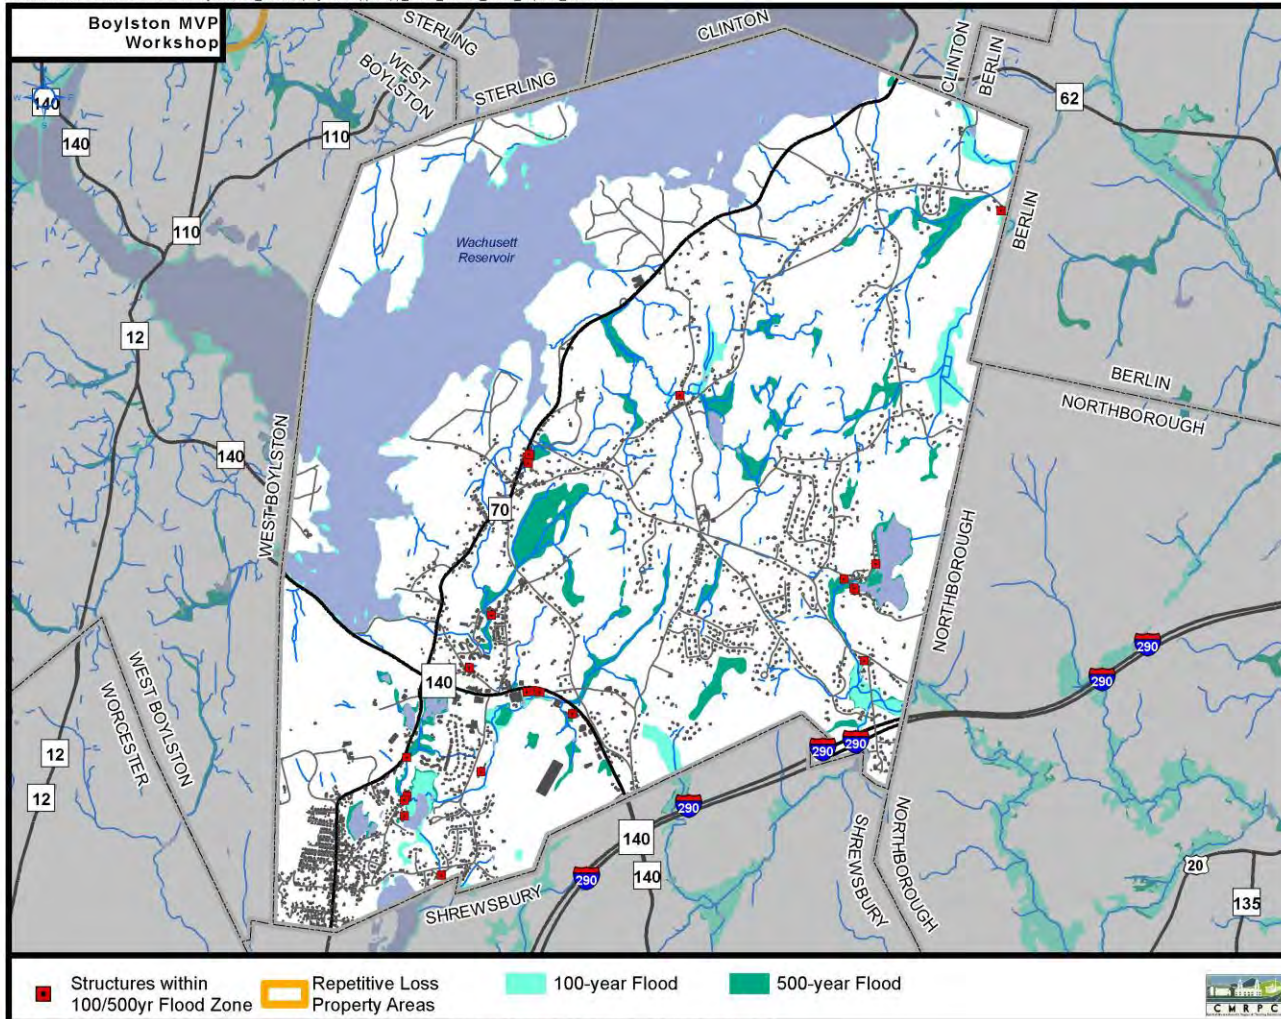 Boylston MVP
Workshop
STERLING
WEST
BOYLSTON
STERLING
CLINTON
CLINTON
BERLIN
62
140
140
110
110
BERLIN
Wachusett
Reservoir
12
BERLIN
NORTHBOROUGH
140
WEST BOYLSTON
70
NORTHBOROUGH
290
290
WEST BOYLSTON
WORCESTER
140
12
12
290
290
290
140
140
290
SHREWSBURY
SHREWSBURY
NORTHBOROUGH
20
135
Structures within
100/500yr Flood Zone
Repetitive Loss
Property Areas
100-year Flood
500-year Flood
CMRPC